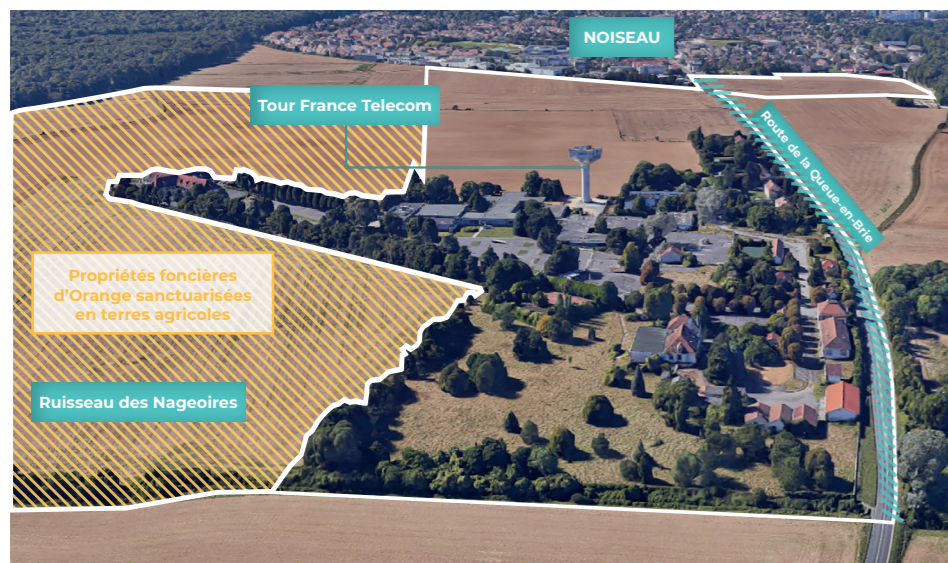 NOISEAU
Tour France Telecom
Route de la Queue-en-Brie
Propriétés foncières
d'Orange sanctuarisées
en terres agricoles
Ruisseau des Nageoires